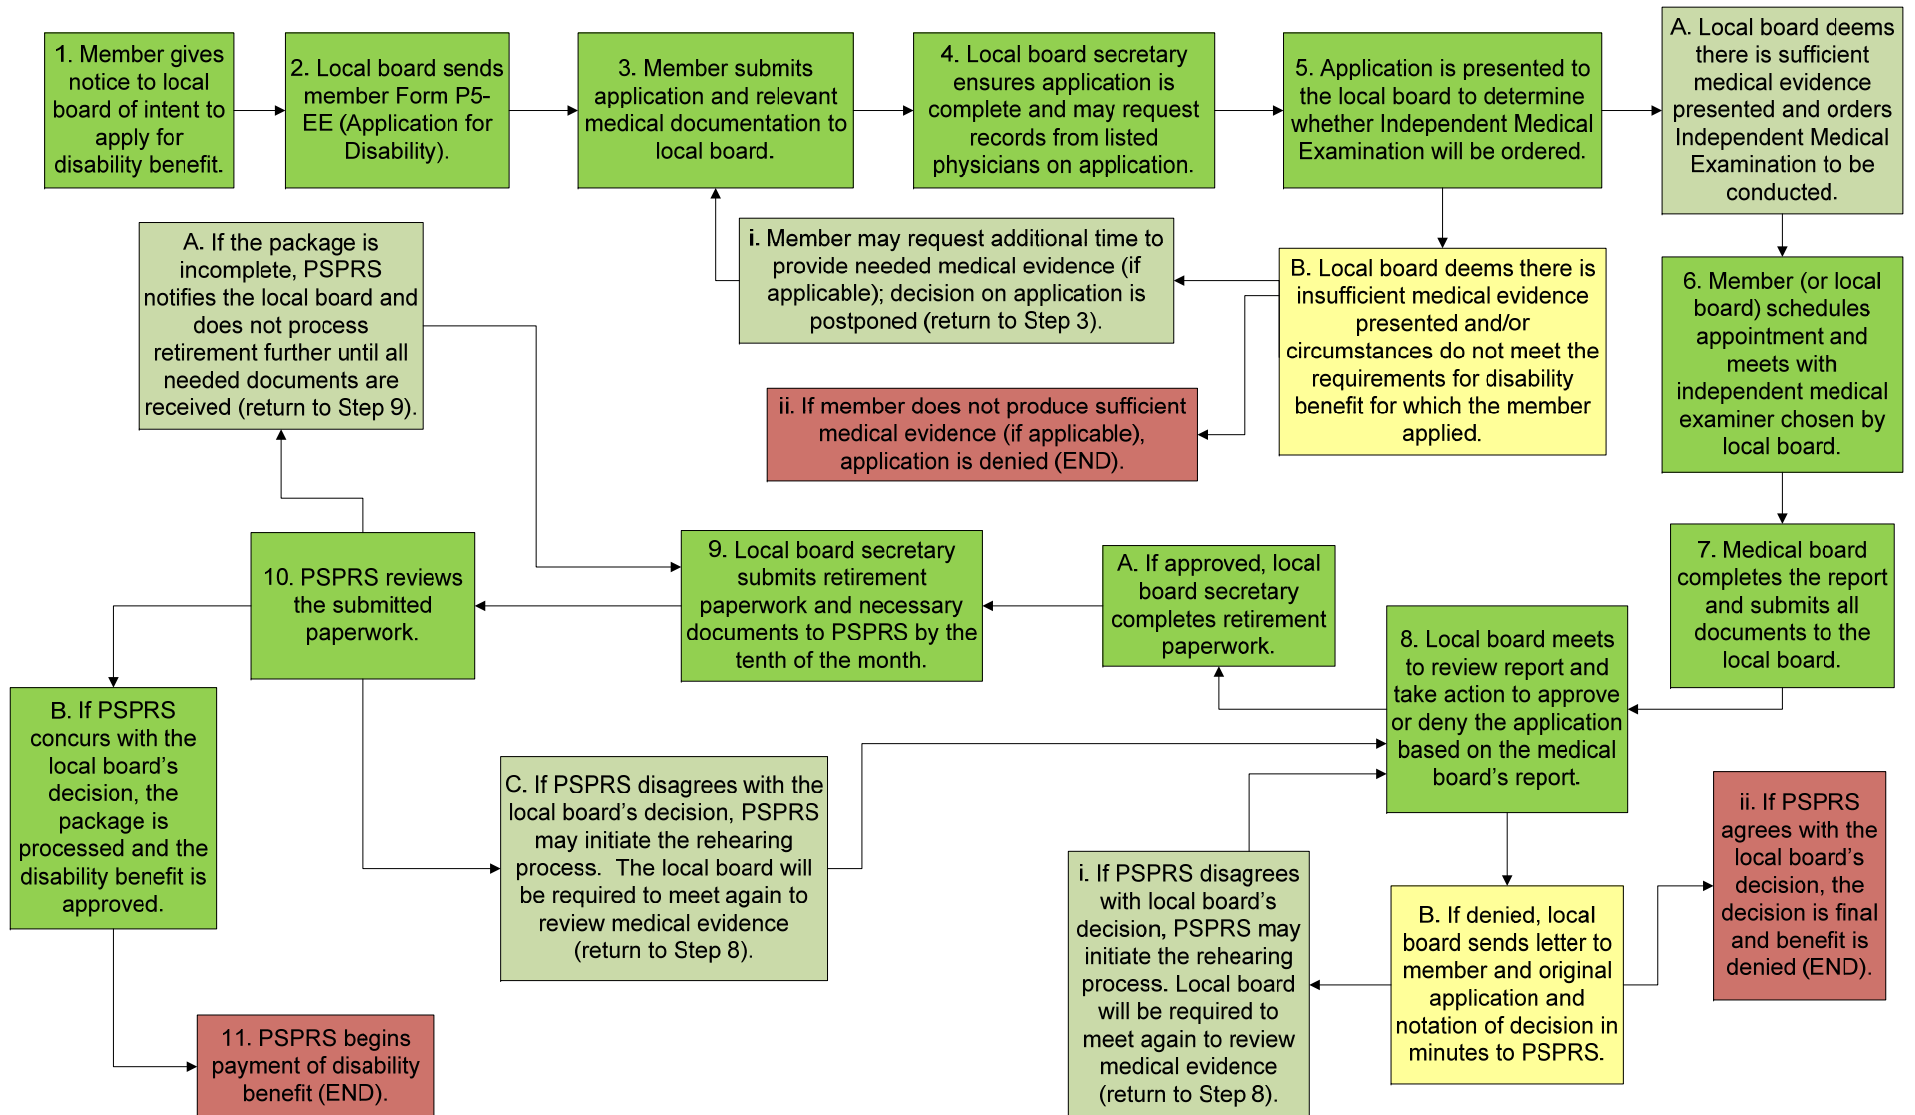 1. Member gives
notice to local
board of intent to
apply for
disability benefit.
2. Local board sends
member Form P5-
EE (Application for
Disability).
3. Member submits
application and relevant
medical documentation to
local board.
4. Local board secretary
ensures application is
complete and may request
records from listed
physicians on application.
5. Application is presented to
the local board to determine
whether Independent Medical
Examination will be ordered.
A. Local board deems
there is sufficient
medical evidence
presented and orders
Independent Medical
Examination to be
conducted.
A. If the package is
incomplete, PSPRS
notifies the local board and
does not process
retirement further until all
needed documents are
received (return to Step 9).
i. Member may request additional time to
provide needed medical evidence (if
applicable); decision on application is
postponed (return to Step 3).
B. Local board deems there is
insufficient medical evidence
presented and/or
circumstances do not meet the
requirements for disability
benefit for which the member
applied.
6. Member (or local
board) schedules
appointment and
meets with
independent medical
examiner chosen by
local board.
ii. If member does not produce sufficient
medical evidence (if applicable),
application is denied (END).
10. PSPRS reviews
the submitted
paperwork.
9. Local board secretary
submits retirement
paperwork and necessary
documents to PSPRS by the
tenth of the month.
A. If approved, local
board secretary
completes retirement
paperwork.
7. Medical board
completes the report
and submits all
documents to the
local board.
8. Local board meets
to review report and
take action to approve
or deny the application
based on the medical
board's report.
B. If PSPRS
concurs with the
local board's
decision, the
package is
processed and the
disability benefit is
approved.
C. If PSPRS disagrees with the
local board's decision, PSPRS
may initiate the rehearing
process.  The local board will
be required to meet again to
review medical evidence
(return to Step 8).
i. If PSPRS disagrees
with local board's
decision, PSPRS may
initiate the rehearing
process. Local board
will be required to
meet again to review
medical evidence
(return to Step 8).
B. If denied, local
board sends letter to
member and original
application and
notation of decision in
minutes to PSPRS.
ii. If PSPRS
agrees with the
local board's
decision, the
decision is final
and benefit is
denied (END).
11. PSPRS begins
payment of disability
benefit (END).